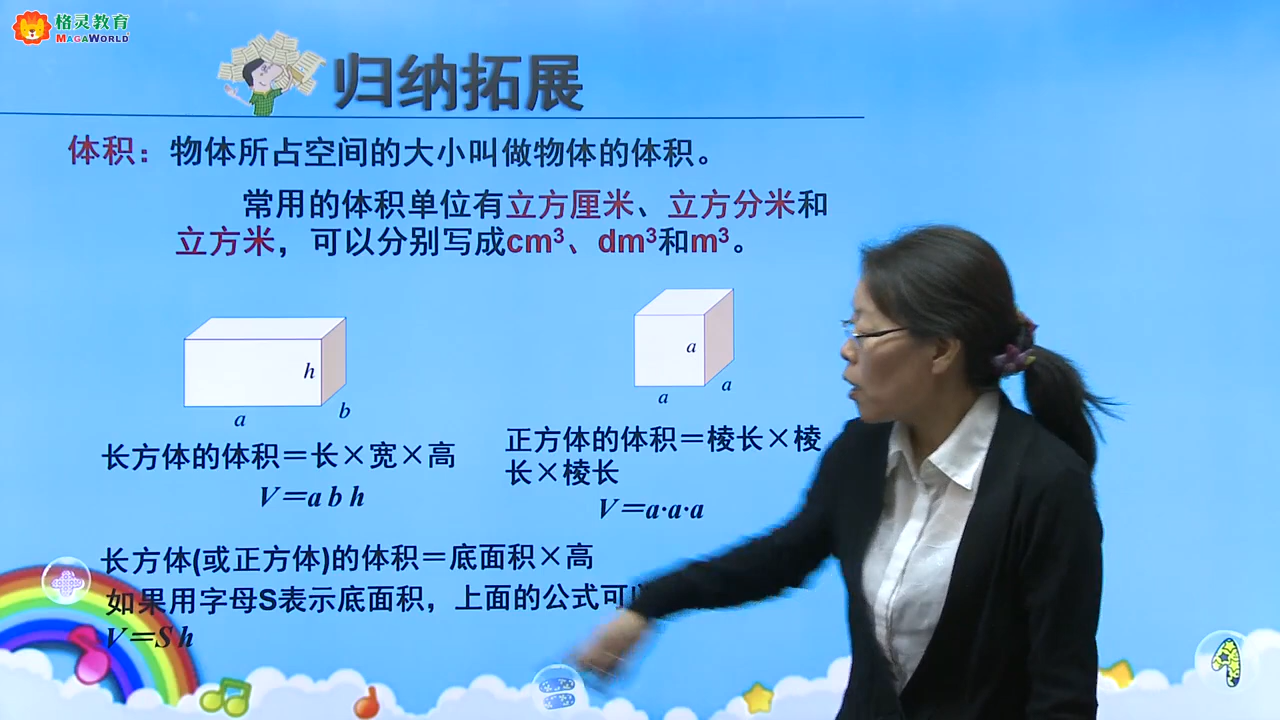 格灵教育
MAGAWORLD
归纳拓展
体积：物体所占空间的大小叫做物体的体积。
常用的体积单位有立方厘米、立方分米和
立方米，可以分别写成cm³、dm³和m³。
h
a
b
a
a
a
长方体的体积＝长×宽×高
V＝a b h
正方体的体积＝棱长×棱
长×棱长
V＝a·a·a
长方体(或正方体)的体积＝底面积×高
如果用字母S表示底面积，上面的公式可
V＝S h